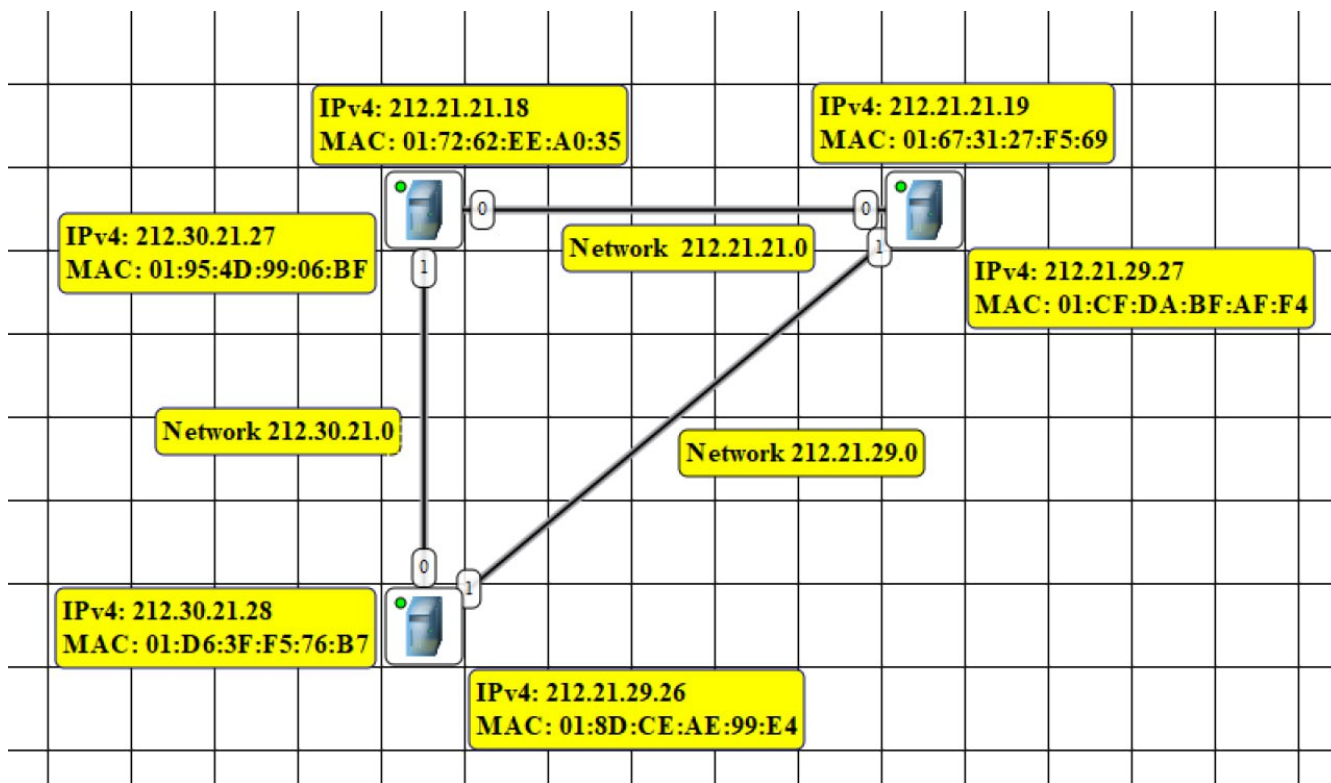 IPv4: 212.21.21.18
MAC: 01:72:62:EE:A0:35
IPv4: 212.21.21.19
MAC: 01:67:31:27:F5:69
IPv4: 212.30.21.27
MAC: 01:95:4D:99:06:BF
0
0
Network 212.21.21.0
1
1
IPv4: 212.21.29.27
MAC: 01:CF:DA:BF:AF:F4
Network 212.30.21.0
Network 212.21.29.0
0
1
IPv4: 212.30.21.28
MAC: 01:D6:3F:F5:76:B7
IPv4: 212.21.29.26
MAC: 01:8D:CE:AE:99:E4